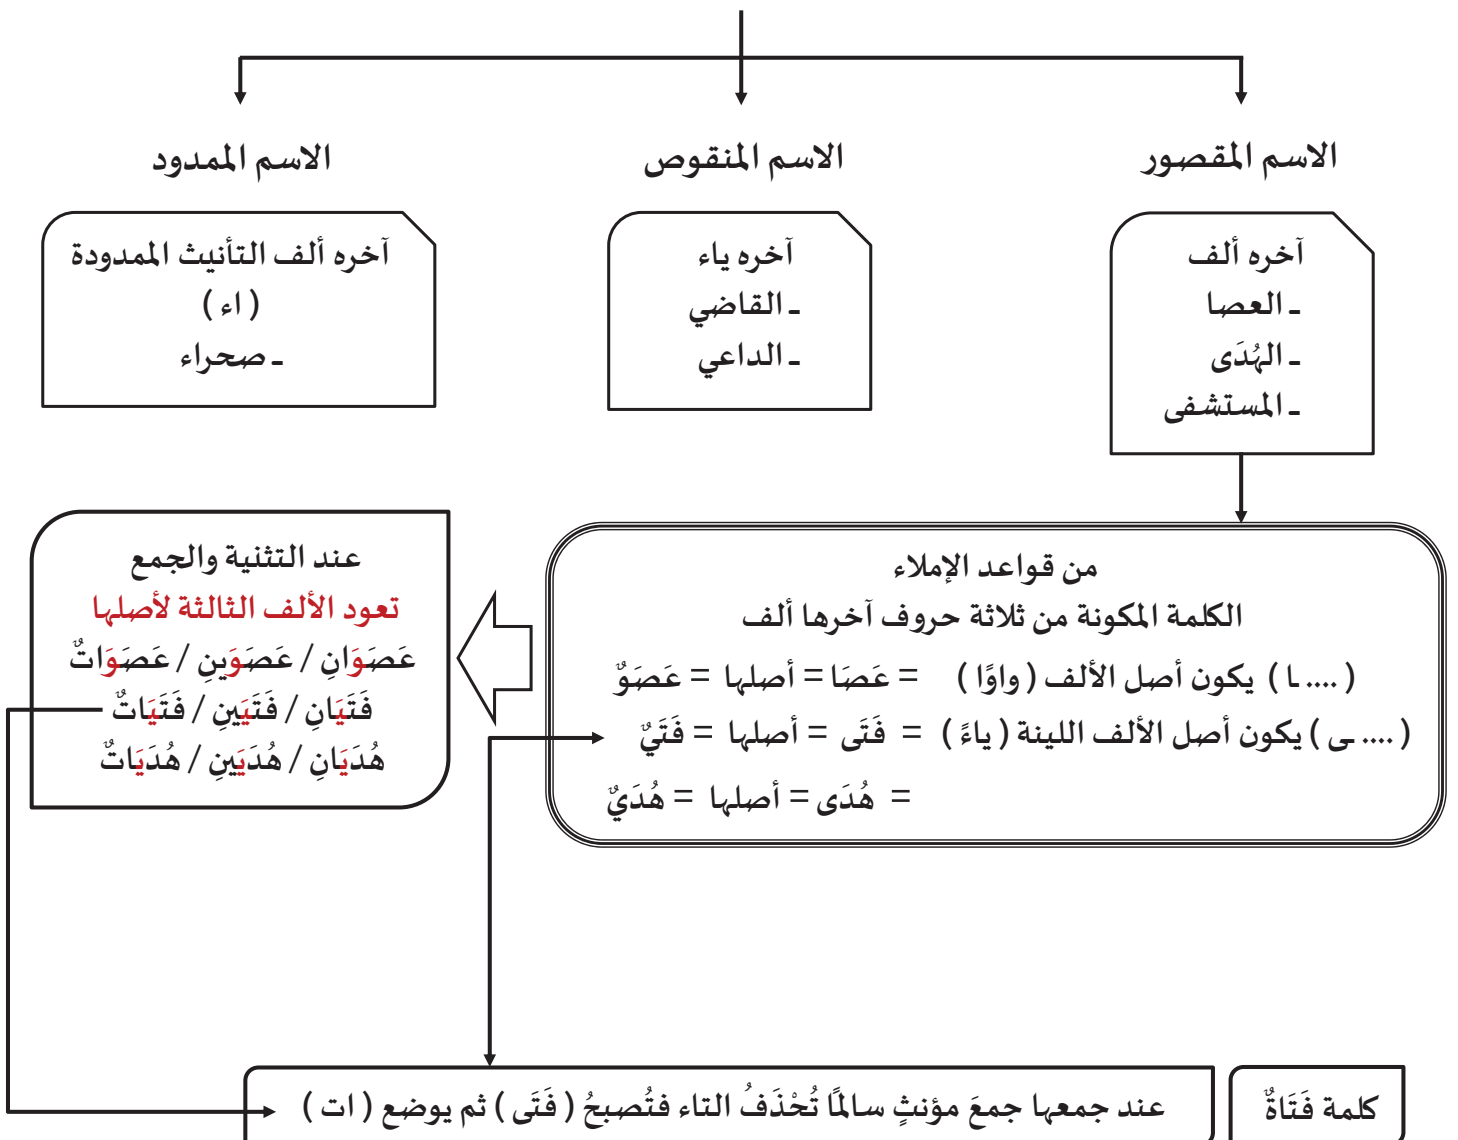 الاسم المقصور
الاسم المنقوص
الاسم الممدود
آخره ألف
ـ العصا
ـ الهُدَى
ـ المستشفى
آخره ياء
ـ القاضي
ـ الداعي
آخره ألف التأنيث الممدودة
( اء )
ـ صحراء
من قواعد الإملاء
الكلمة المكونة من ثلاثة حروف آخرها ألف
( .... ـا ) يكون أصل الألف ( واوًا ) = عَصَا = أصلها = عَصَوٌ
( .... ـى ) يكون أصل الألف اللينة ( ياءً ) = فَتَى = أصلها = فَتَيٌ
= هُدَى = أصلها = هُدَيٌ
عند التثنية والجمع
تعود الألف الثالثة لأصلها
عَصَوَانِ / عَصَوَينِ / عَصَوَاتٌ
فَتَيَانِ / فَتَيَينِ / فَتَيَاتٌ
هُدَيَانِ / هُدَيَينِ / هُدَيَاتٌ
كلمة فَتَاةٌ
عند جمعها جمعَ مؤنثٍ سالمًا تُحْذَفُ التاء فتُصبحُ ( فَتَى ) ثم يوضع ( ات )